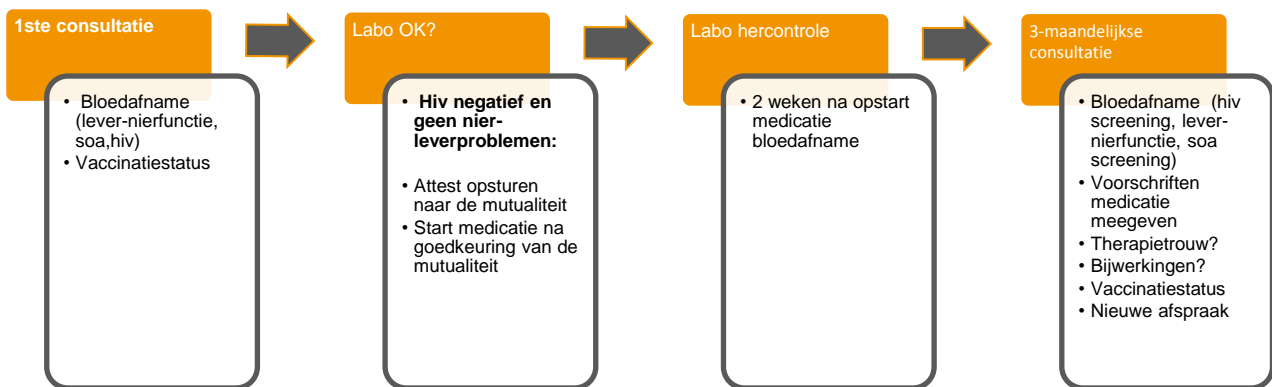 1ste consultatie
• Bloedafname
(lever-nierfunctie,
soa,hiv)
• Vaccinatiestatus
Labo OK?
• Hiv negatief en
geen nier-
leverproblemen:
• Attest opsturen
naar de mutualiteit
• Start medicatie na
goedkeuring van de
mutualiteit
Labo hercontrole
• 2 weken na opstart
medicatie
bloedafname
3-maandelijkse
consultatie
• Bloedafname (hiv
screening, lever-
nierfunctie, soa
screening)
• Voorschriften
medicatie
meegeven
• Therapietrouw?
• Bijwerkingen?
• Vaccinatiestatus
• Nieuwe afspraak